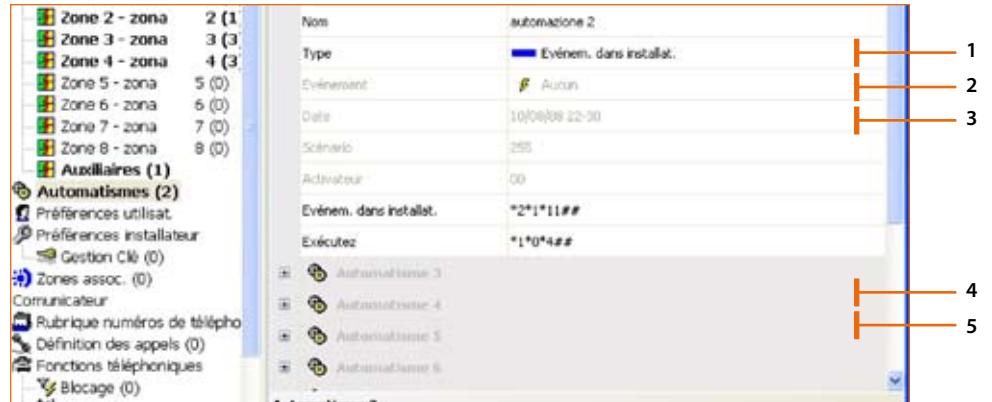 Zone 2 - zona 2 (1
Zone 3 - zona 3 (3
Zone 4 - zona 4 (3
Zone 5 - zona 5 (0)
Zone 6 - zona 6 (0)
Zone 7 - zona 7 (0)
Zone 8 - zona 8 (0)
Auxiliaires (1)
Automatismes (2)
Préférences utilisat.
Préférences installateur
Gestion Clè (0)
Zones assoc. (0)
Comunicateur
Rubrique numéros de télépho
Définition des appels (0)
Fonctions téléphoniques
Blocage (0)
Nom automazione 2
Type Evénem. dans installat.
Evénement Aucun
Date 10/08/08 22-30
Scénario 255
Activateur 00
Evénem. dans installat. *2*1*11##
Exécutez *1*0*4##
Automatisme 3
Automatisme 4
Automatisme 5
Automatisme 6
1
2
3
4
5